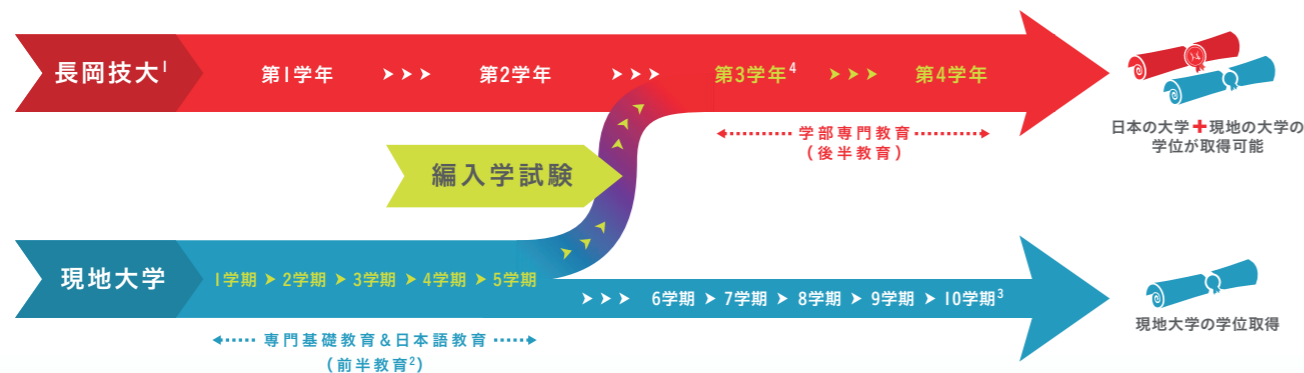 長岡技大¹
第1学年 ➤➤➤ 第2学年 ➤➤➤ 第3学年⁴ ➤➤➤ 第4学年
学部専門教育
(後半教育)
日本の大学+現地の大学の
学位が取得可能
編入学試験
現地大学
1学期 ➤ 2学期 ➤ 3学期 ➤ 4学期 ➤ 5学期
➤➤➤ 6学期 ➤ 7学期 ➤ 8学期 ➤ 9学期 ➤ 10学期³
専門基礎教育&日本語教育
(前半教育²)
現地大学の学位取得